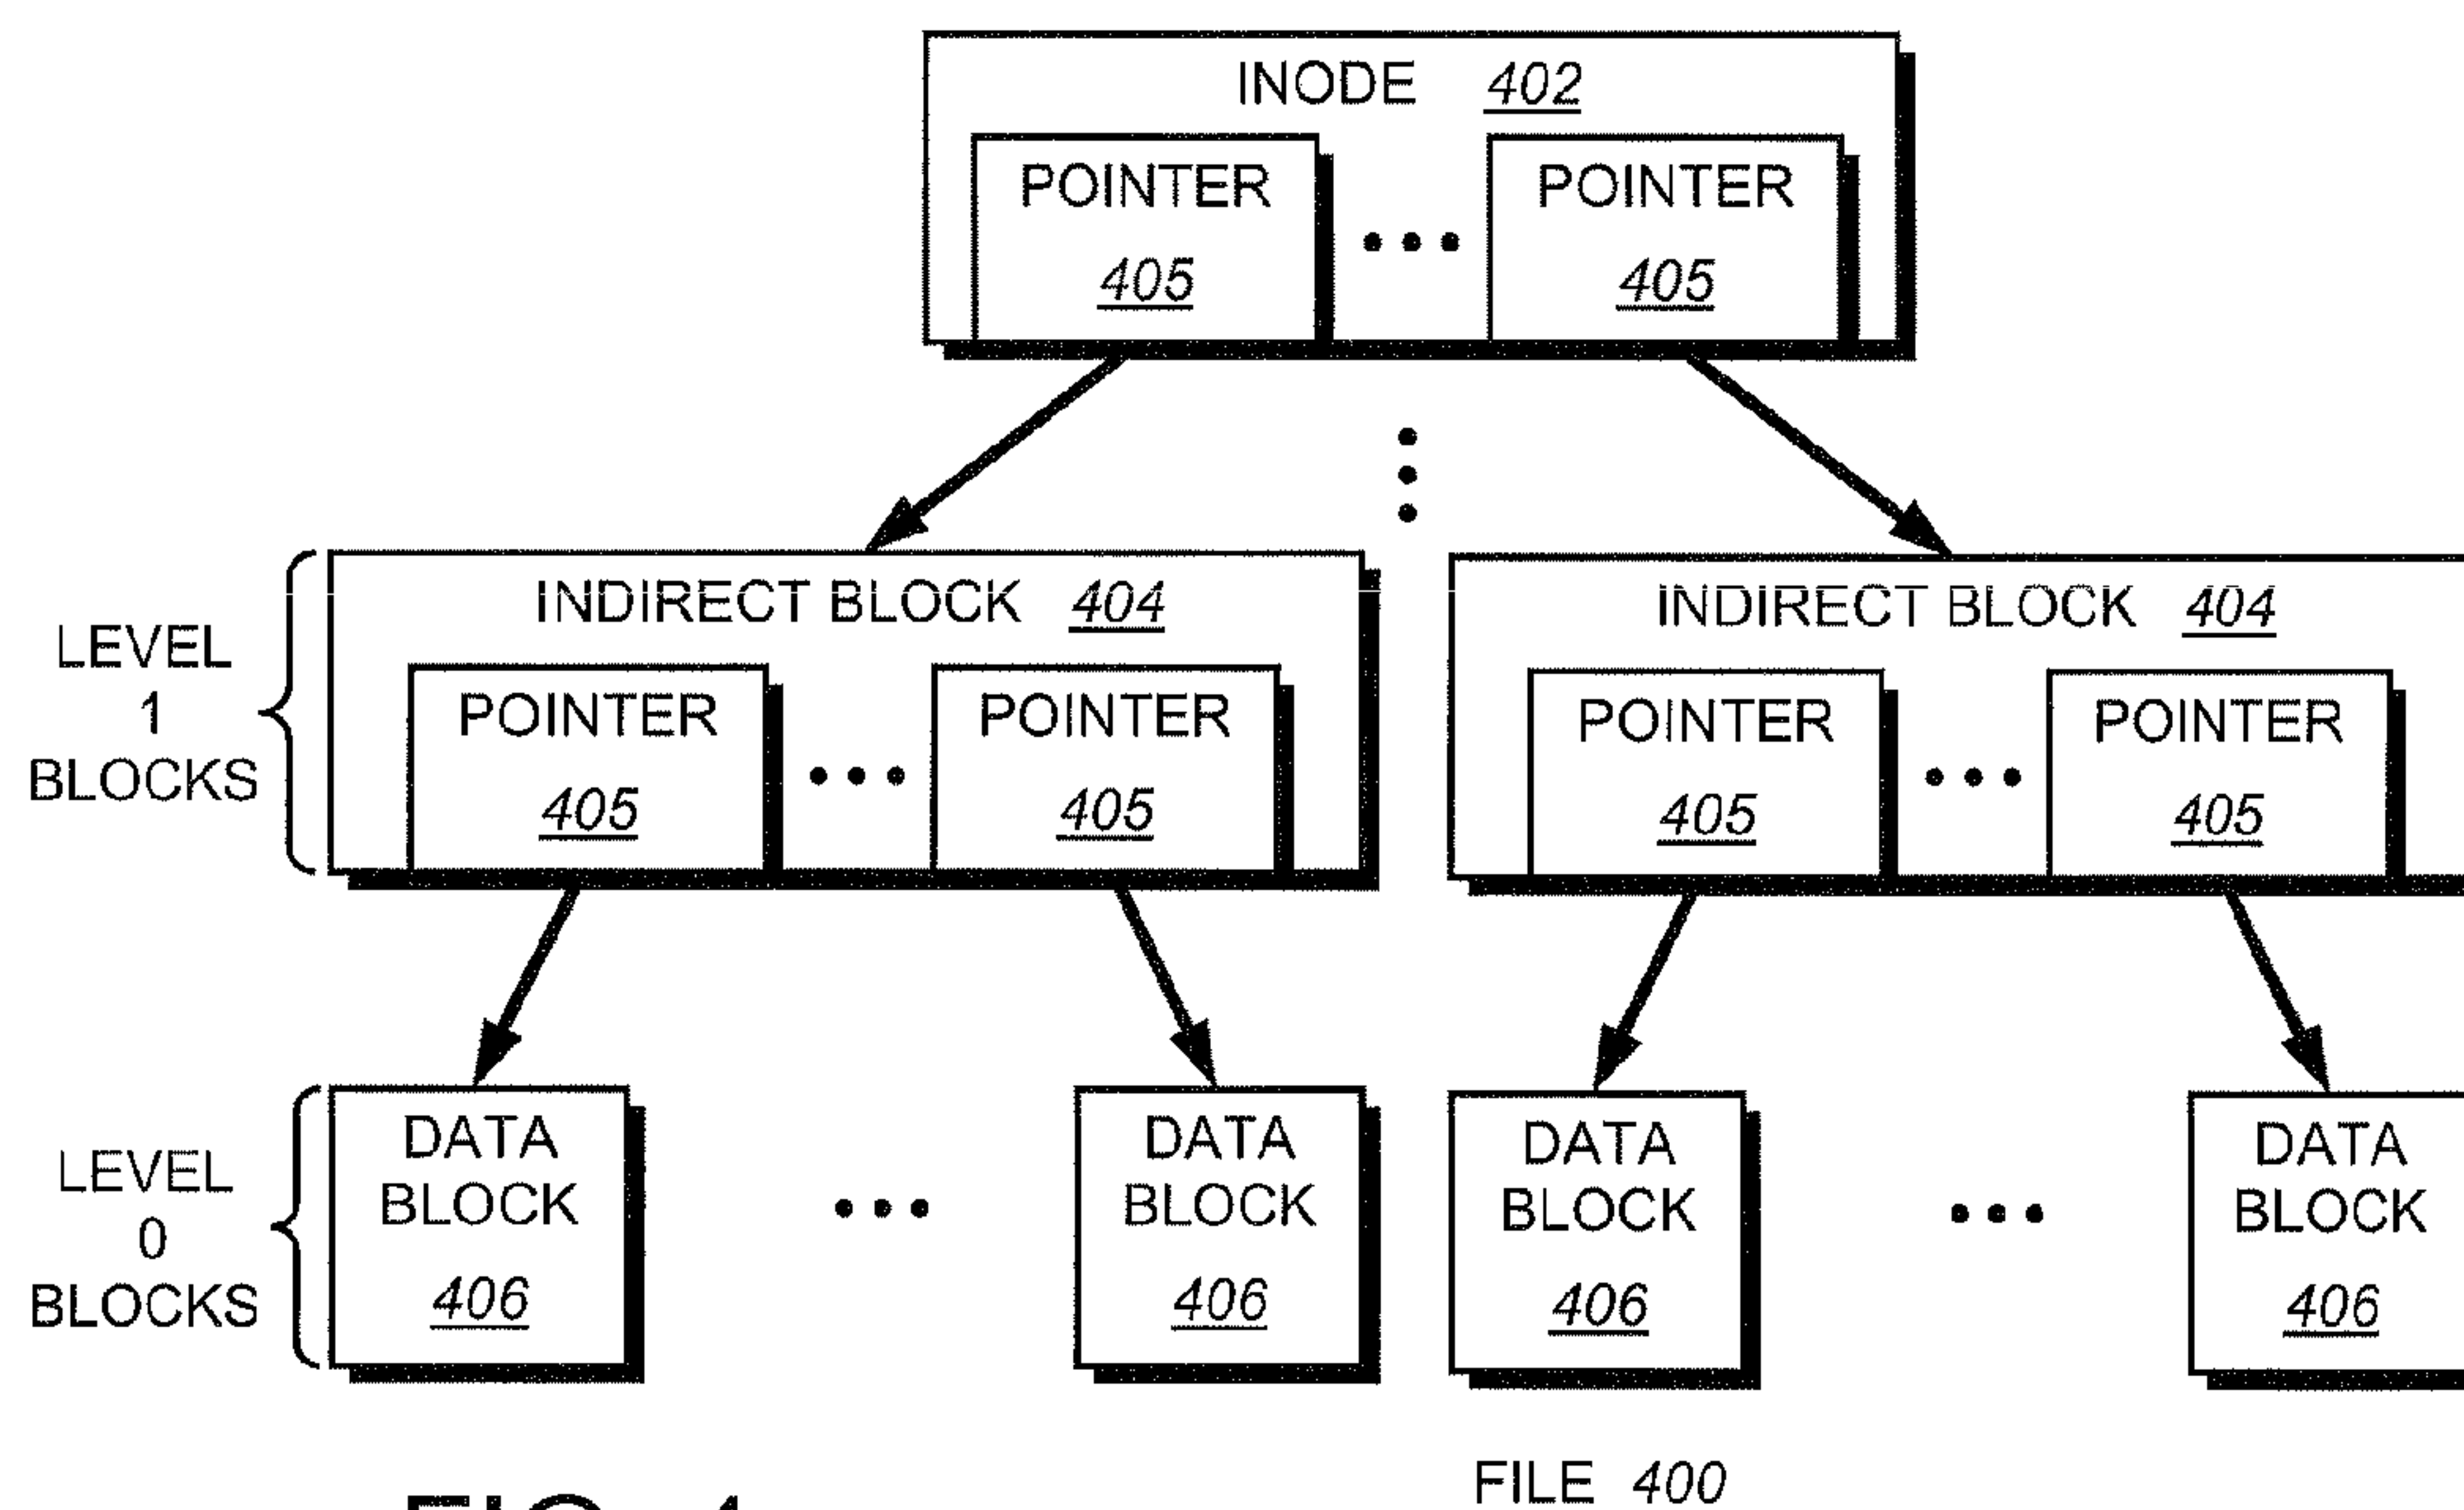 INODE 402
POINTER ... POINTER
405 405
INDIRECT BLOCK 404 INDIRECT BLOCK 404
LEVEL
1
BLOCKS
POINTER ... POINTER POINTER ... POINTER
405 405 405 405
LEVEL
0
BLOCKS
DATA
BLOCK
406
...
DATA
BLOCK
406
DATA
BLOCK
406
...
DATA
BLOCK
406
FILE 400